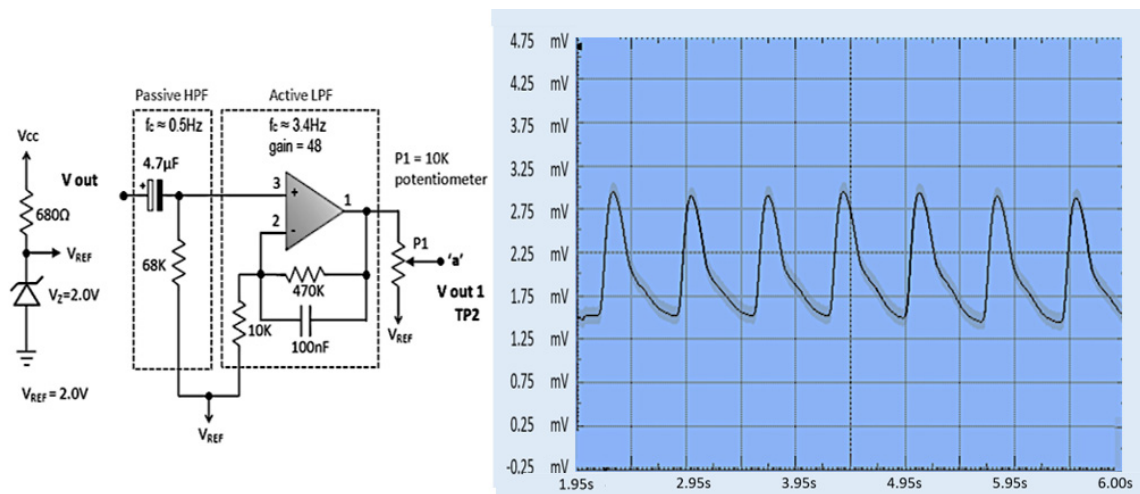 Passive HPF
fc ≈ 0.5Hz
Active LPF
fc ≈ 3.4Hz
gain = 48
Vcc
680Ω
VREF
VZ=2.0V
VREF = 2.0V
V out
4.7µF
+
68K
3
+
2
-
1
470K
10K
100nF
VREF
P1 = 10K
potentiometer
P1
'a'
V out 1
TP2
VREF
4.75 mV
4.25 mV
3.75 mV
3.25 mV
2.75 mV
2.25 mV
1.75 mV
1.25 mV
0.75 mV
0.25 mV
-0.25 mV
1.95s 2.95s 3.95s 4.95s 5.95s 6.00s